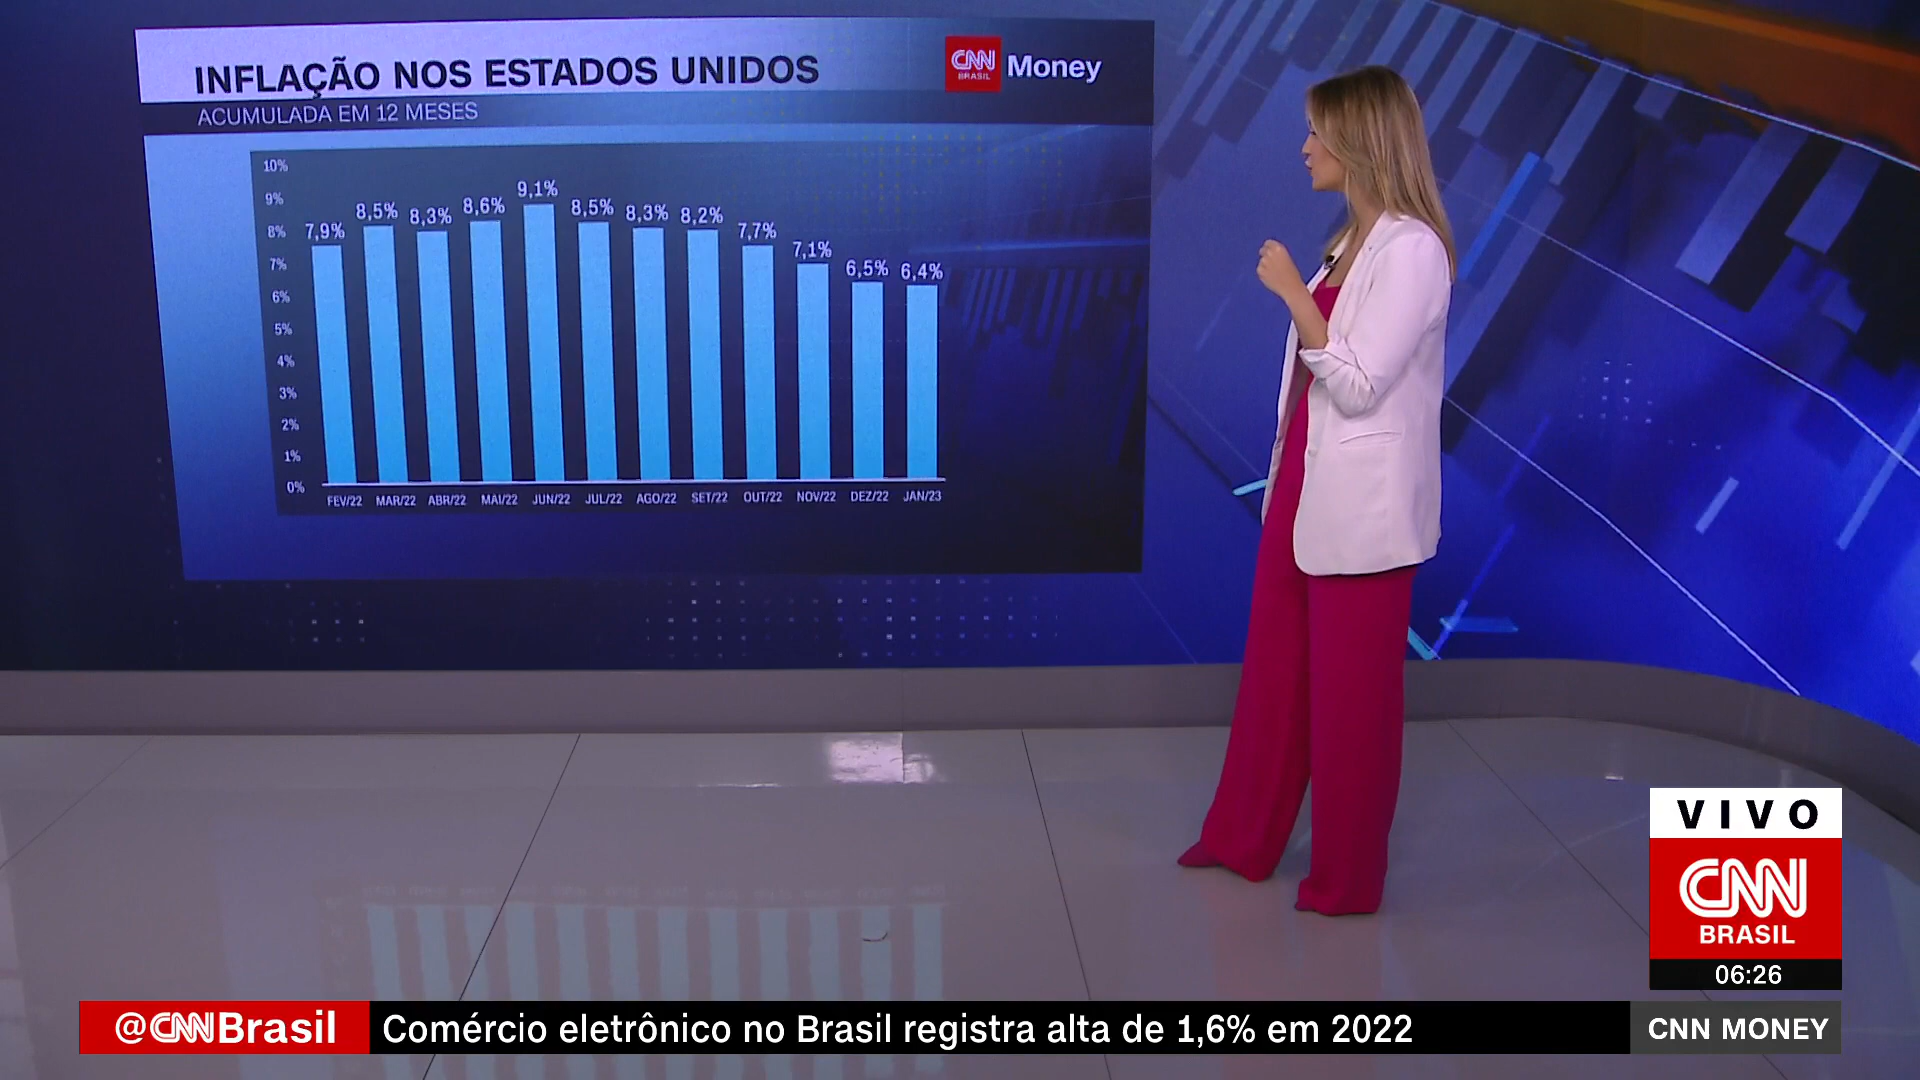 INFLAÇÃO NOS ESTADOS UNIDOS
CNN BRASIL Money
ACUMULADA EM 12 MESES
10%
9%
8%
7%
6%
5%
4%
3%
2%
1%
0%
7,9% 8,5% 8,3% 8,6% 9,1% 8,5% 8,3% 8,2% 7,7% 7,1% 6,5% 6,4%
FEV/22 MAR/22 ABR/22 MAI/22 JUN/22 JUL/22 AGO/22 SET/22 OUT/22 NOV/22 DEZ/22 JAN/23
VIVO
CNN
BRASIL
06:26
@CNNBrasil Comércio eletrônico no Brasil registra alta de 1,6% em 2022 CNN MONEY